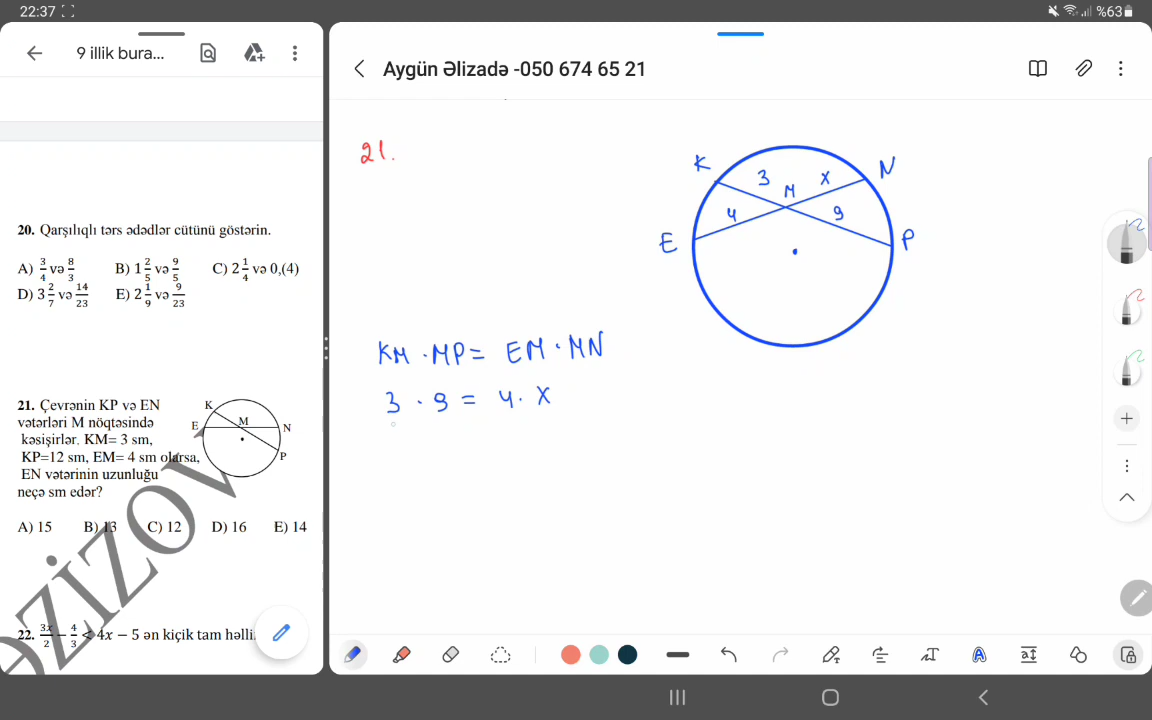 22:37
%63
9 illik bura...
Aygün Əlizadə -050 674 65 21
20. Qarşılıqlı tərs ədədlər cütünü göstərin.
A) 3/4 və 8/3 B) 1 2/5 və 9/5 C) 2 1/4 və 0,(4)
D) 3 2/7 və 14/23 E) 2 1/9 və 9/23
21. Çevrənin KP və EN
vətərləri M nöqtəsində
kəsişirlər. KM= 3 sm,
KP=12 sm, EM= 4 sm olarsa,
EN vətərinin uzunluğu
neçə sm edər?
K
E M N
P
A) 15 B) 13 C) 12 D) 16 E) 14
22. 3x/2 − 4/3 < 4x − 5 ən kiçik tam həlli
əzizov
21.
K 3 M x N
E 4 9 P
KM · MP = EM · MN
3 · 9 = 4 · x